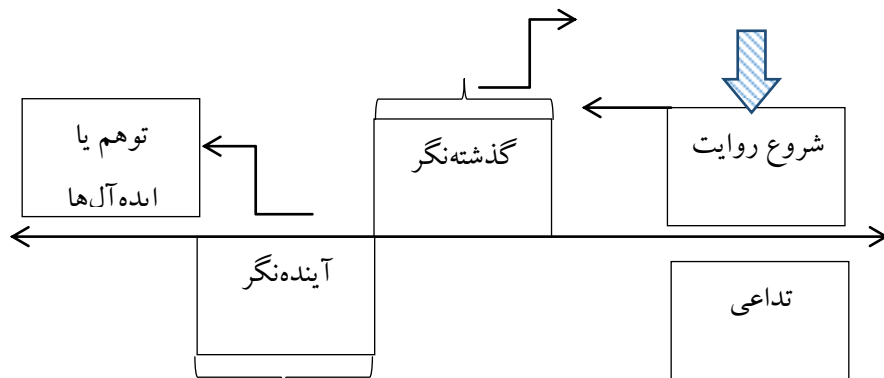 شروع روایت
گذشته‌نگر
توهم یا
ایده‌آل‌ها
آینده‌نگر
تداعی